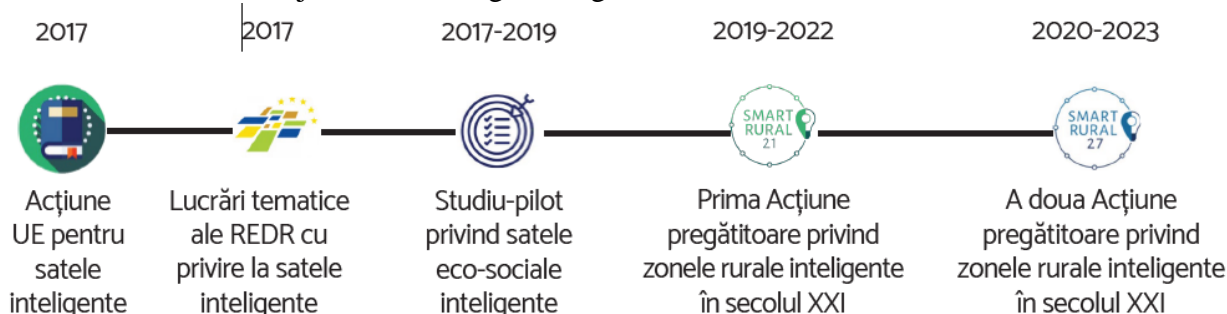 2017
2017
2017-2019
2019-2022
2020-2023
SMART
RURAL
21
SMART
RURAL
27
Acțiune
UE pentru
satele
inteligente
Lucrări tematice
ale REDR cu
privire la satele
inteligente
Studiu-pilot
privind satele
eco-sociale
inteligente
Prima Acțiune
pregătitoare privind
zonele rurale inteligente
în secolul XXI
A doua Acțiune
pregătitoare privind
zonele rurale inteligente
în secolul XXI